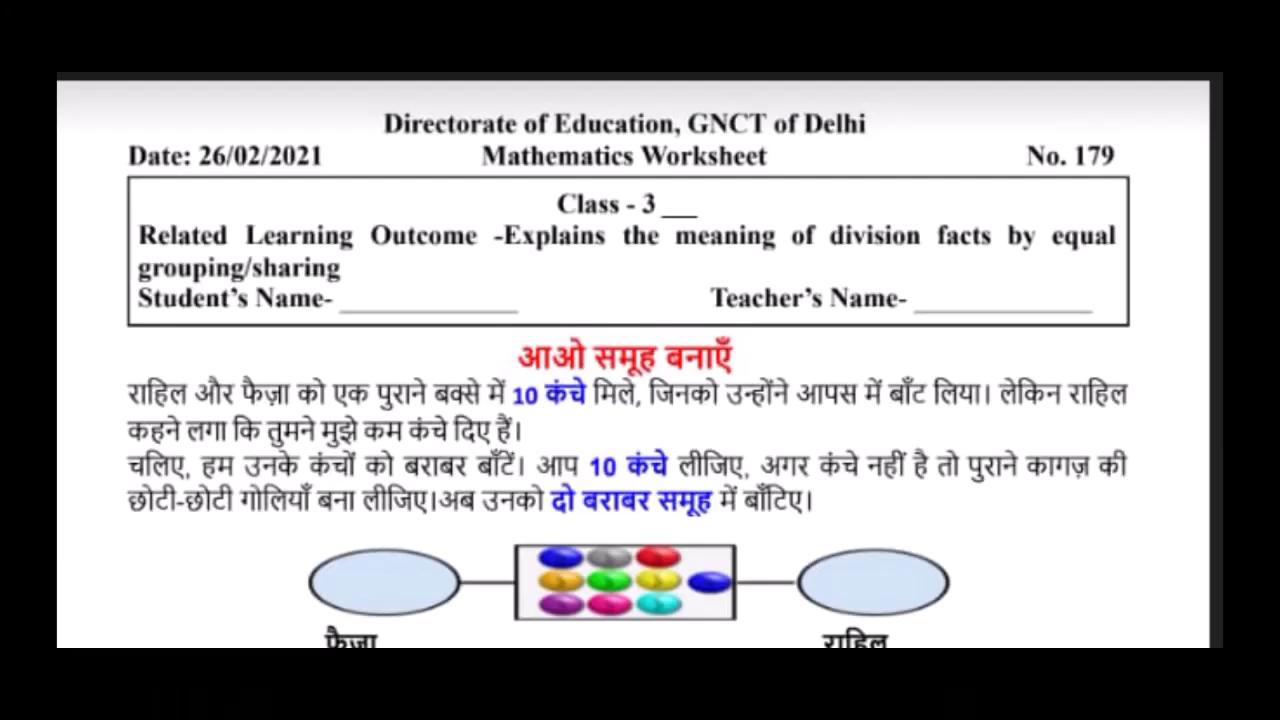 Directorate of Education, GNCT of Delhi
Date: 26/02/2021 Mathematics Worksheet No. 179
Class - 3 __
Related Learning Outcome -Explains the meaning of division facts by equal
grouping/sharing
Student's Name- ______________ Teacher's Name- ______________
आओ समूह बनाएँ
राहिल और फैज़ा को एक पुराने बक्से में 10 कंचे मिले, जिनको उन्होंने आपस में बाँट लिया। लेकिन राहिल
कहने लगा कि तुमने मुझे कम कंचे दिए हैं।
चलिए, हम उनके कंचों को बराबर बाँटें। आप 10 कंचे लीजिए, अगर कंचे नहीं है तो पुराने कागज़ की
छोटी-छोटी गोलियाँ बना लीजिए।अब उनको दो बराबर समूह में बाँटिए।
फैज़ा राहिल